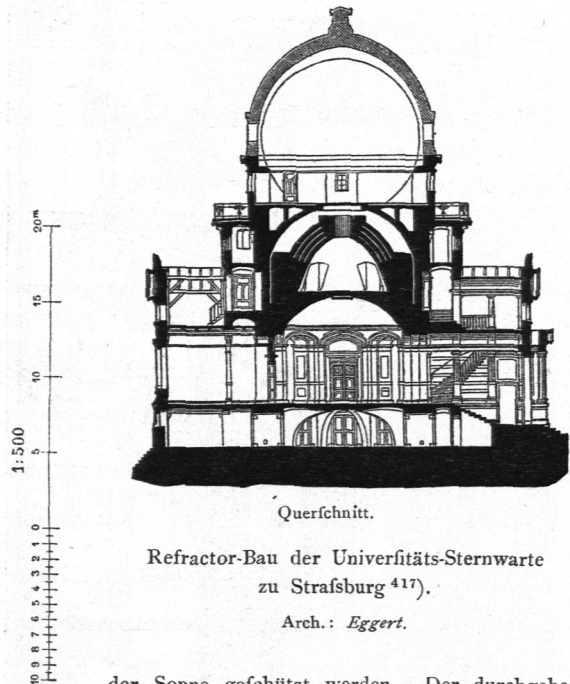 20m
15
10
5
1:500
0
1
2
3
4
5
6
7
8
9
10
Querſchnitt.
Refractor-Bau der Univerſitäts-Sternwarte
zu Straſsburg 417).
Arch.: Eggert.
der Sonne geſchützt werden. Der durchgehe